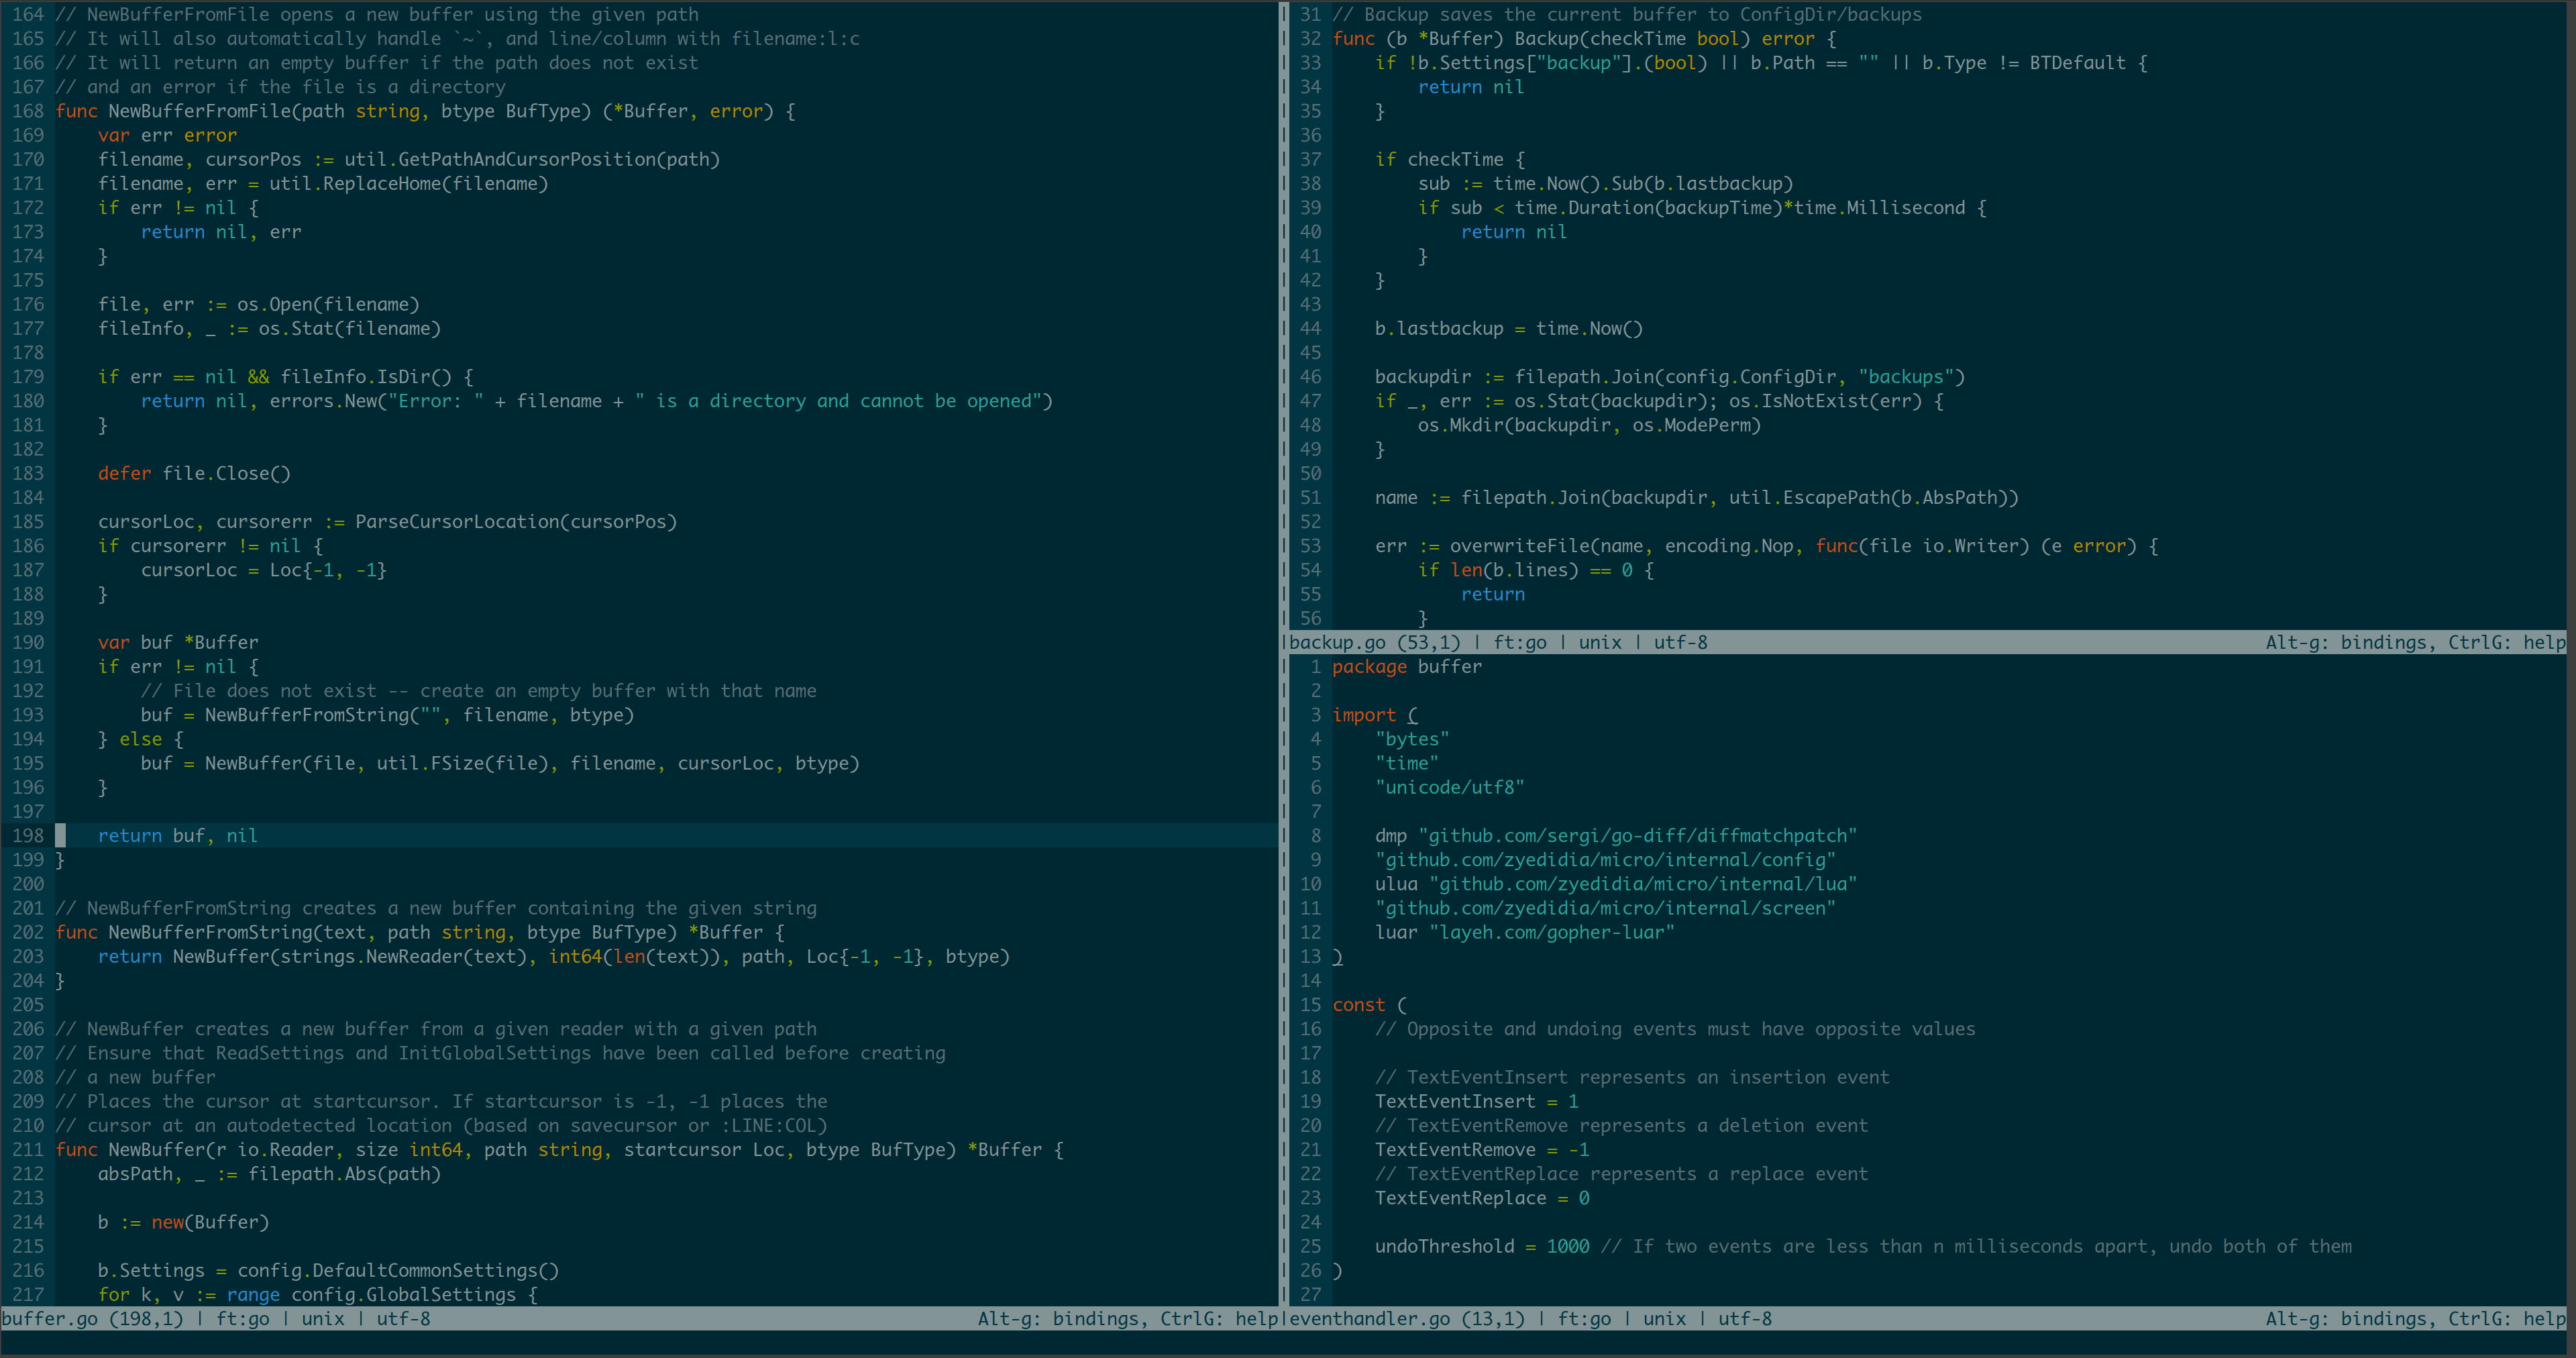 164 // NewBufferFromFile opens a new buffer using the given path
165 // It will also automatically handle `~`, and line/column with filename:l:c
166 // It will return an empty buffer if the path does not exist
167 // and an error if the file is a directory
168 func NewBufferFromFile(path string, btype BufType) (*Buffer, error) {
169     var err error
170     filename, cursorPos := util.GetPathAndCursorPosition(path)
171     filename, err = util.ReplaceHome(filename)
172     if err != nil {
173         return nil, err
174     }
175
176     file, err := os.Open(filename)
177     fileInfo, _ := os.Stat(filename)
178
179     if err == nil && fileInfo.IsDir() {
180         return nil, errors.New("Error: " + filename + " is a directory and cannot be opened")
181     }
182
183     defer file.Close()
184
185     cursorLoc, cursorerr := ParseCursorLocation(cursorPos)
186     if cursorerr != nil {
187         cursorLoc = Loc{-1, -1}
188     }
189
190     var buf *Buffer
191     if err != nil {
192         // File does not exist -- create an empty buffer with that name
193         buf = NewBufferFromString("", filename, btype)
194     } else {
195         buf = NewBuffer(file, util.FSize(file), filename, cursorLoc, btype)
196     }
197
198     return buf, nil
199 }
200
201 // NewBufferFromString creates a new buffer containing the given string
202 func NewBufferFromString(text, path string, btype BufType) *Buffer {
203     return NewBuffer(strings.NewReader(text), int64(len(text)), path, Loc{-1, -1}, btype)
204 }
205
206 // NewBuffer creates a new buffer from a given reader with a given path
207 // Ensure that ReadSettings and InitGlobalSettings have been called before creating
208 // a new buffer
209 // Places the cursor at startcursor. If startcursor is -1, -1 places the
210 // cursor at an autodetected location (based on savecursor or :LINE:COL)
211 func NewBuffer(r io.Reader, size int64, path string, startcursor Loc, btype BufType) *Buffer {
212     absPath, _ := filepath.Abs(path)
213
214     b := new(Buffer)
215
216     b.Settings = config.DefaultCommonSettings()
217     for k, v := range config.GlobalSettings {
buffer.go (198,1) | ft:go | unix | utf-8 Alt-g: bindings, CtrlG: help
31 // Backup saves the current buffer to ConfigDir/backups
32 func (b *Buffer) Backup(checkTime bool) error {
33     if !b.Settings["backup"].(bool) || b.Path == "" || b.Type != BTDefault {
34         return nil
35     }
36
37     if checkTime {
38         sub := time.Now().Sub(b.lastbackup)
39         if sub < time.Duration(backupTime)*time.Millisecond {
40             return nil
41         }
42     }
43
44     b.lastbackup = time.Now()
45
46     backupdir := filepath.Join(config.ConfigDir, "backups")
47     if _, err := os.Stat(backupdir); os.IsNotExist(err) {
48         os.Mkdir(backupdir, os.ModePerm)
49     }
50
51     name := filepath.Join(backupdir, util.EscapePath(b.AbsPath))
52
53     err := overwriteFile(name, encoding.Nop, func(file io.Writer) (e error) {
54         if len(b.lines) == 0 {
55             return
56         }
backup.go (53,1) | ft:go | unix | utf-8 Alt-g: bindings, CtrlG: help
1 package buffer
2
3 import (
4     "bytes"
5     "time"
6     "unicode/utf8"
7
8     dmp "github.com/sergi/go-diff/diffmatchpatch"
9     "github.com/zyedidia/micro/internal/config"
10     ulua "github.com/zyedidia/micro/internal/lua"
11     "github.com/zyedidia/micro/internal/screen"
12     luar "layeh.com/gopher-luar"
13 )
14
15 const (
16     // Opposite and undoing events must have opposite values
17
18     // TextEventInsert represents an insertion event
19     TextEventInsert = 1
20     // TextEventRemove represents a deletion event
21     TextEventRemove = -1
22     // TextEventReplace represents a replace event
23     TextEventReplace = 0
24
25     undoThreshold = 1000 // If two events are less than n milliseconds apart, undo both of them
26 )
27
eventhandler.go (13,1) | ft:go | unix | utf-8 Alt-g: bindings, CtrlG: help